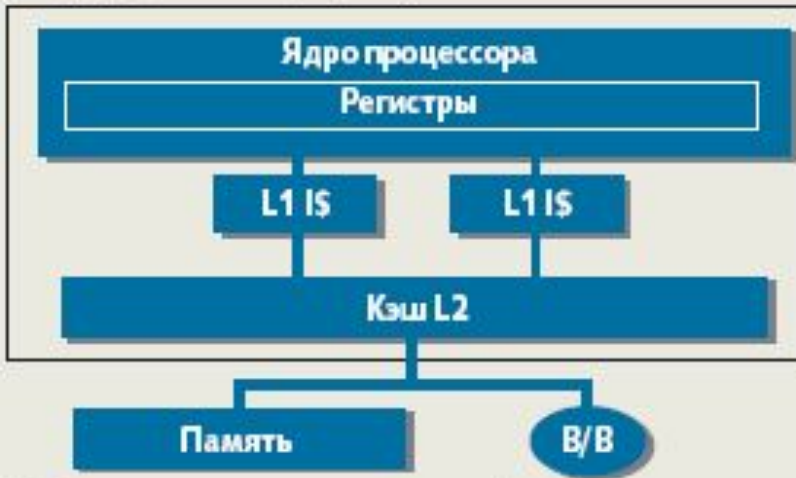 Ядро процессора
Регистры
L1 I$ L1 I$
Кэш L2
Память В/В